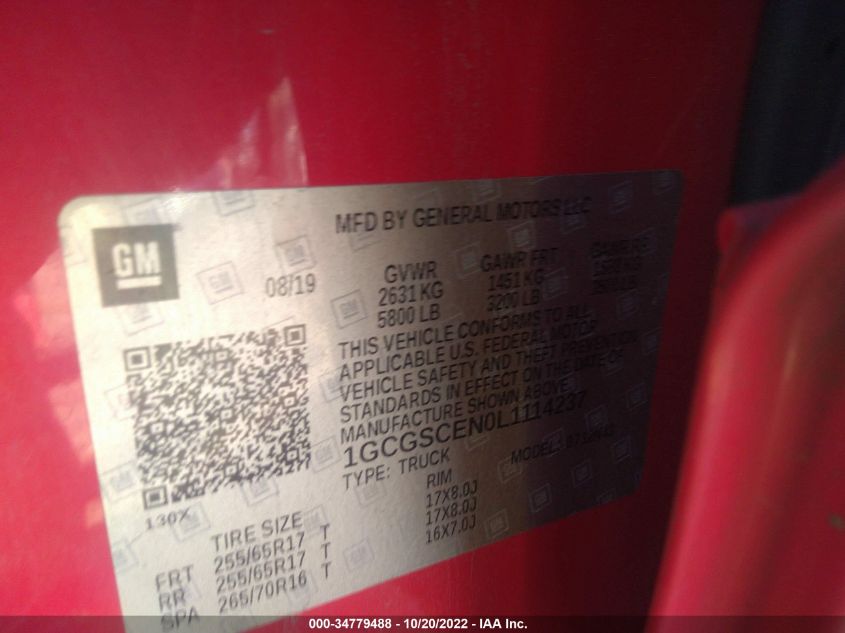 MFD BY GENERAL MOTORS LLC
GM
08/19
GVWR GAWR FRT GAWR RR
2631 KG 1451 KG
5800 LB 3200 LB
THIS VEHICLE CONFORMS TO ALL
APPLICABLE U.S. FEDERAL MOTOR
VEHICLE SAFETY AND THEFT PREVENTION
STANDARDS IN EFFECT ON THE DATE OF
MANUFACTURE SHOWN ABOVE.
1GCGSCEN0L1114237
TYPE: TRUCK MODEL:
130X
TIRE SIZE RIM
FRT 255/65R17 T 17X8.0J
RR 255/65R17 T 17X8.0J
SPA 265/70R16 T 16X7.0J
000-34779488 - 10/20/2022 - IAA Inc.